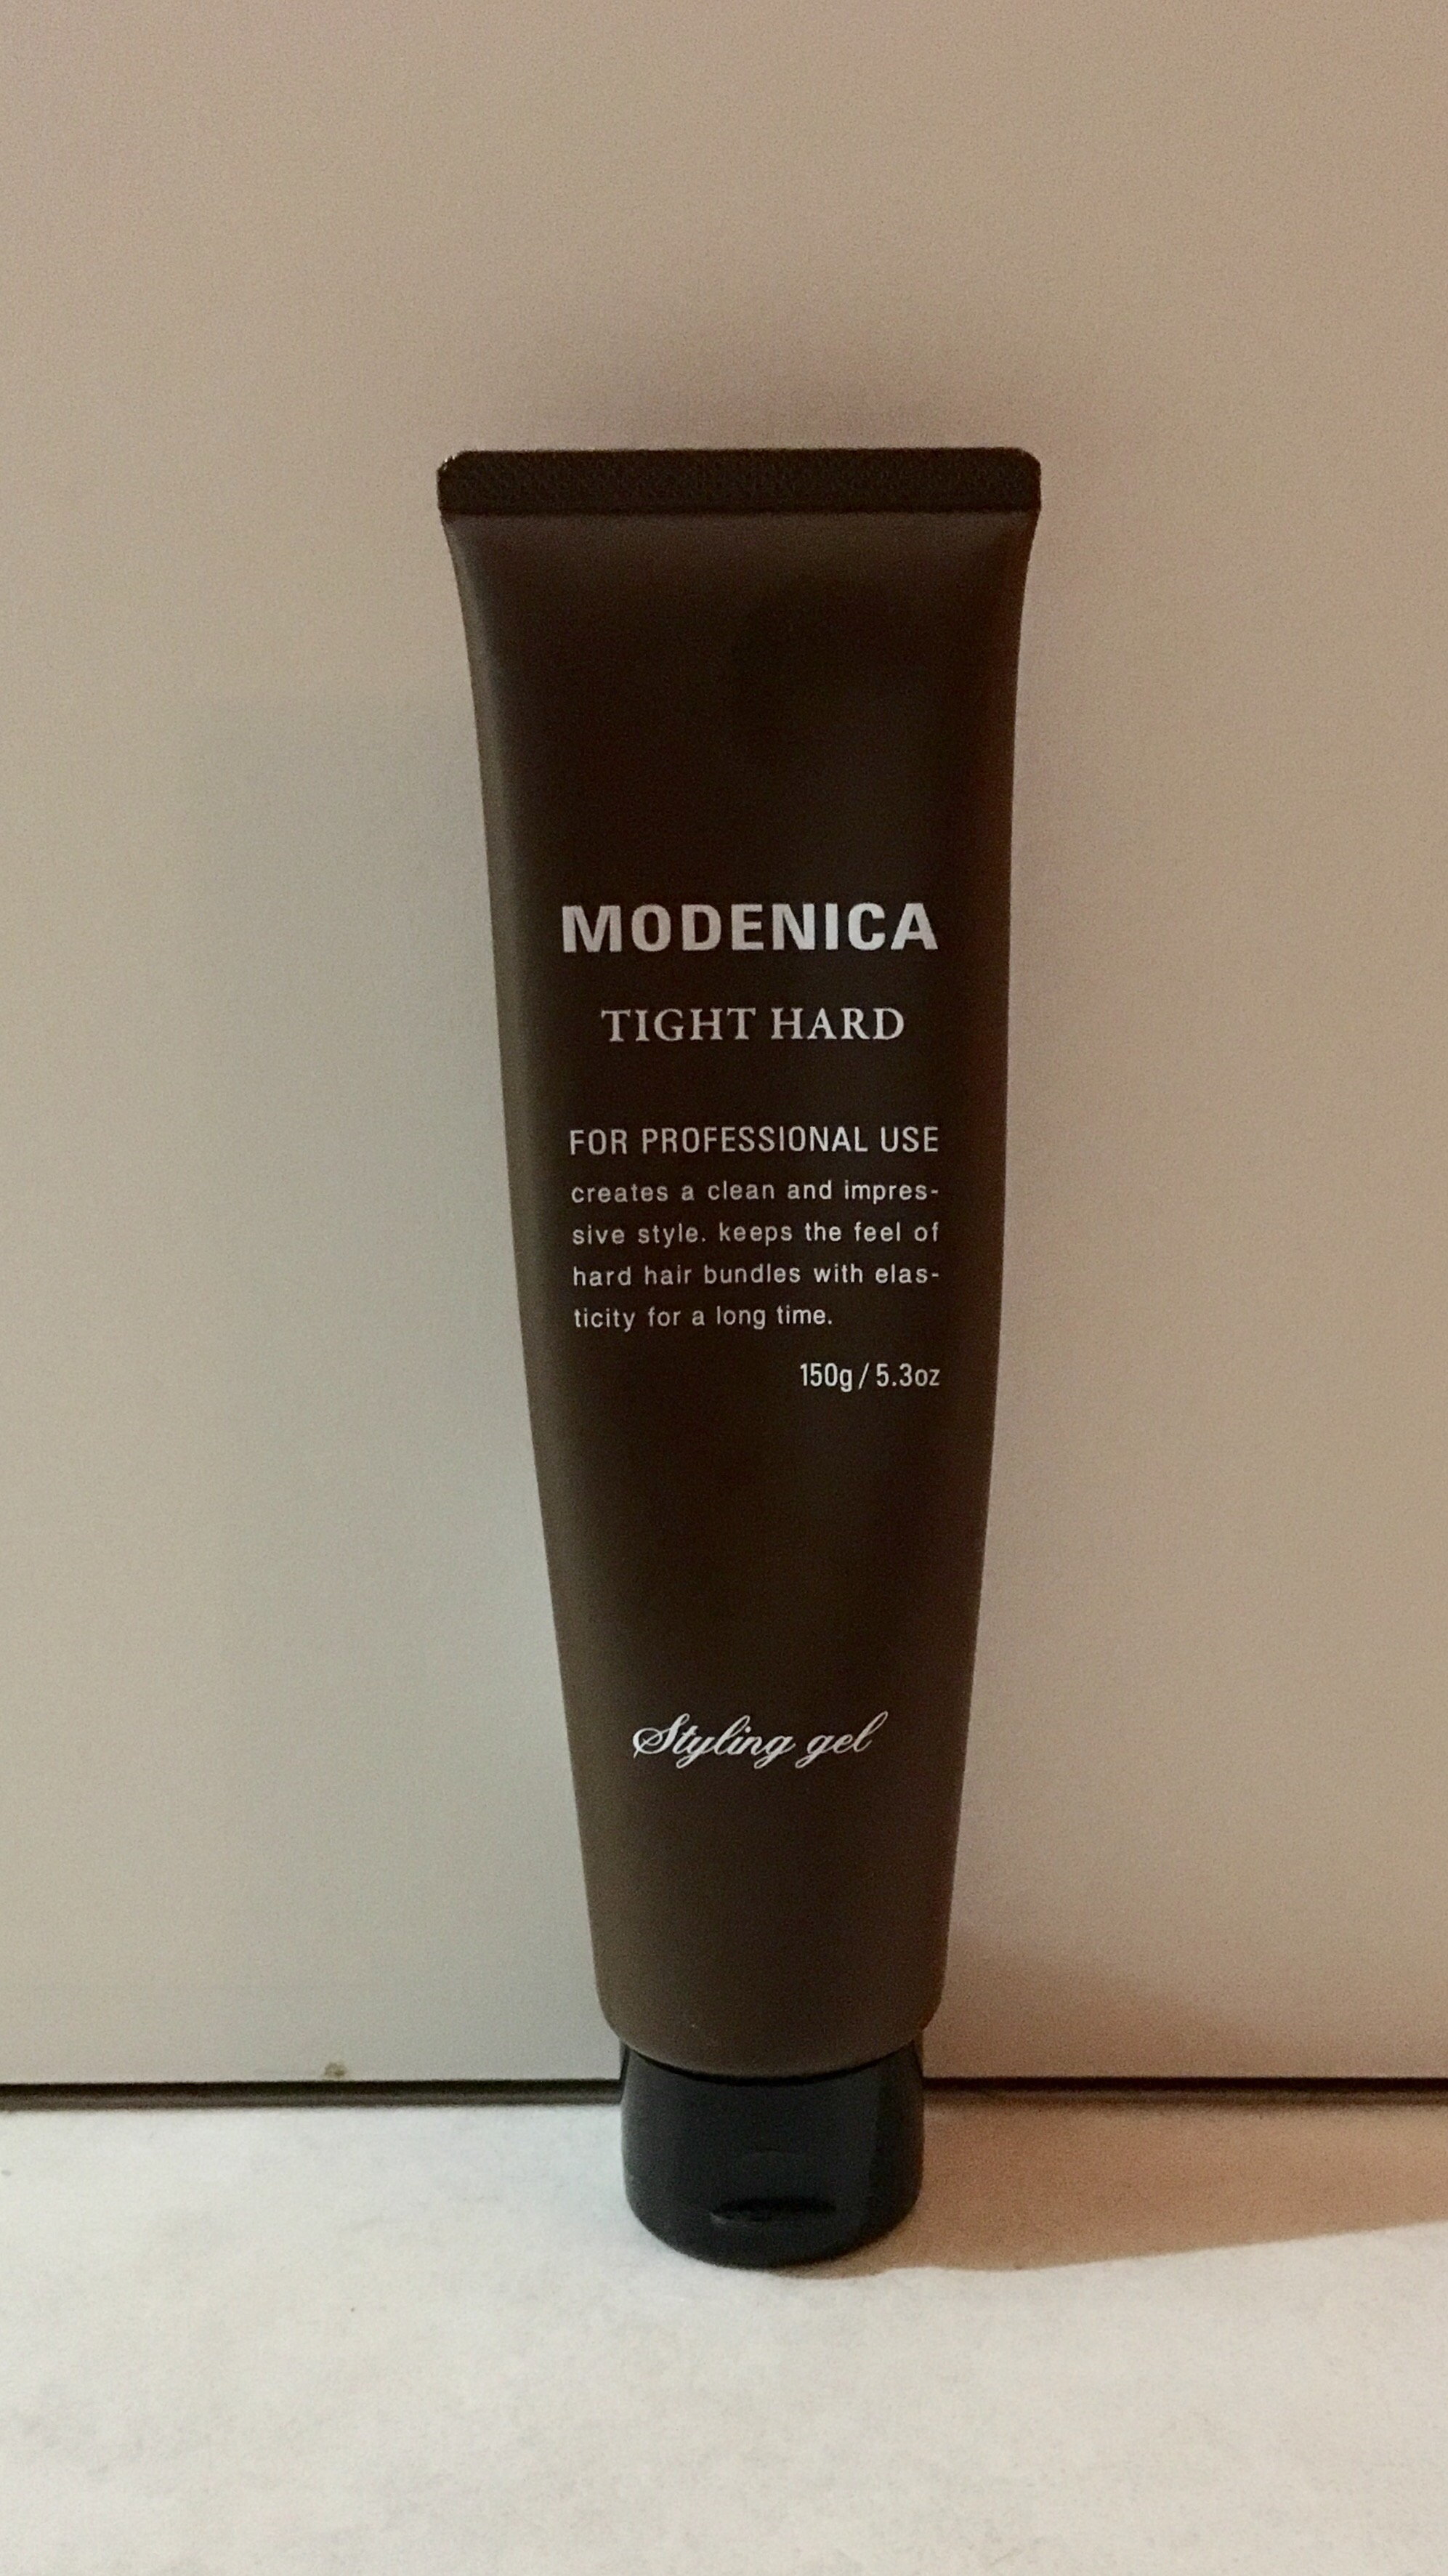 MODENICA
TIGHT HARD
FOR PROFESSIONAL USE
creates a clean and impres-
sive style. keeps the feel of
hard hair bundles with elas-
ticity for a long time.
150g / 5.3oz
Styling gel